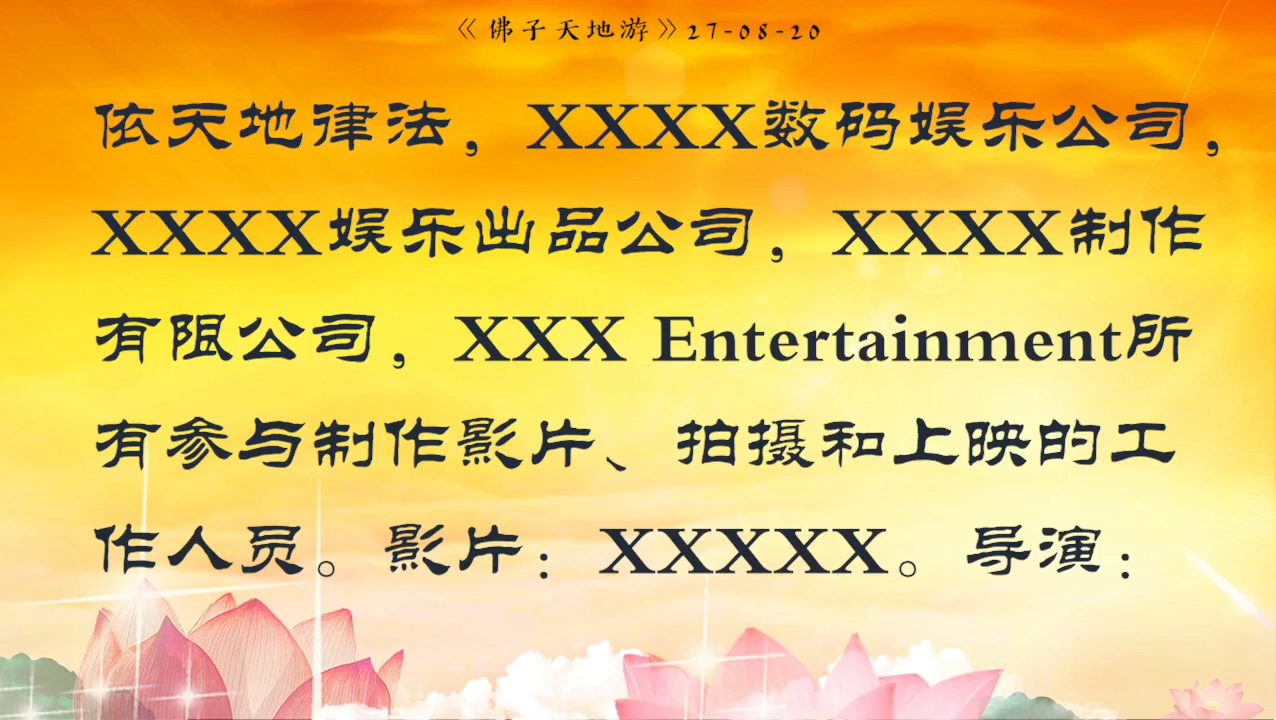 《佛子天地游》27-08-20
依天地律法，XXXX数码娱乐公司，
XXXX娱乐出品公司，XXXX制作
有限公司，XXX Entertainment所
有参与制作影片、拍摄和上映的工
作人员。影片：XXXXX。导演：